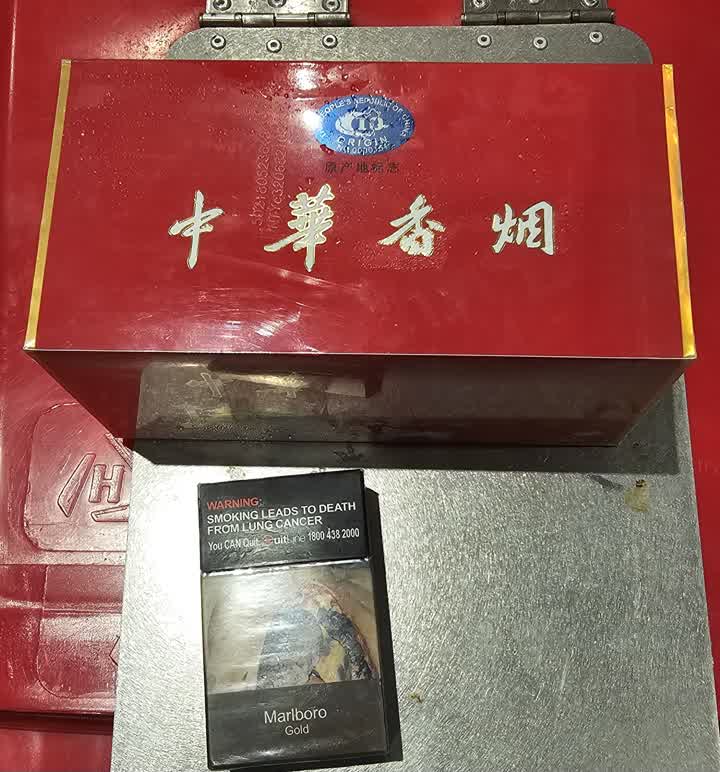 PEOPLE'S REPUBLIC OF CHINA
ORIGIN
原产地标志
中華香烟
WARNING:
SMOKING LEADS TO DEATH
FROM LUNG CANCER
You CAN Quit. Quitline 1800 438 2000
Marlboro
Gold
H